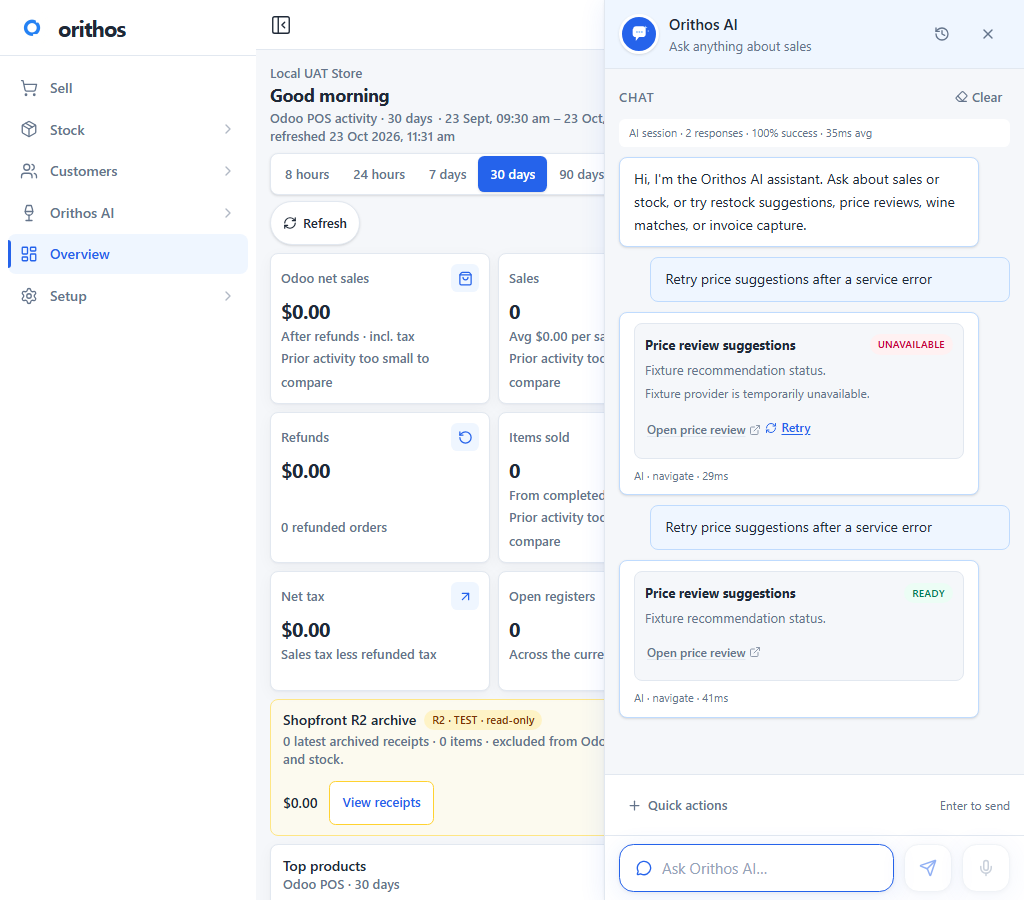 orithos
Sell
Stock
Customers
Orithos AI
Overview
Setup
Local UAT Store
Good morning
Odoo POS activity · 30 days · 23 Sept, 09:30 am – 23 Oct,
refreshed 23 Oct 2026, 11:31 am
8 hours
24 hours
7 days
30 days
90 days
Refresh
Odoo net sales
$0.00
After refunds · incl. tax
Prior activity too small to
compare
Sales
0
Avg $0.00 per sa
Prior activity too
compare
Refunds
$0.00
0 refunded orders
Items sold
0
From completed
Prior activity too
compare
Net tax
$0.00
Sales tax less refunded tax
Open registers
0
Across the curre
Shopfront R2 archive
R2 · TEST · read-only
0 latest archived receipts · 0 items · excluded from Odo
and stock.
$0.00
View receipts
Top products
Odoo POS · 30 days
Orithos AI
Ask anything about sales
CHAT
Clear
AI session · 2 responses · 100% success · 35ms avg
Hi, I'm the Orithos AI assistant. Ask about sales or
stock, or try restock suggestions, price reviews, wine
matches, or invoice capture.
Retry price suggestions after a service error
Price review suggestions
UNAVAILABLE
Fixture recommendation status.
Fixture provider is temporarily unavailable.
Open price review
Retry
AI · navigate · 29ms
Retry price suggestions after a service error
Price review suggestions
READY
Fixture recommendation status.
Open price review
AI · navigate · 41ms
Quick actions
Enter to send
Ask Orithos AI...